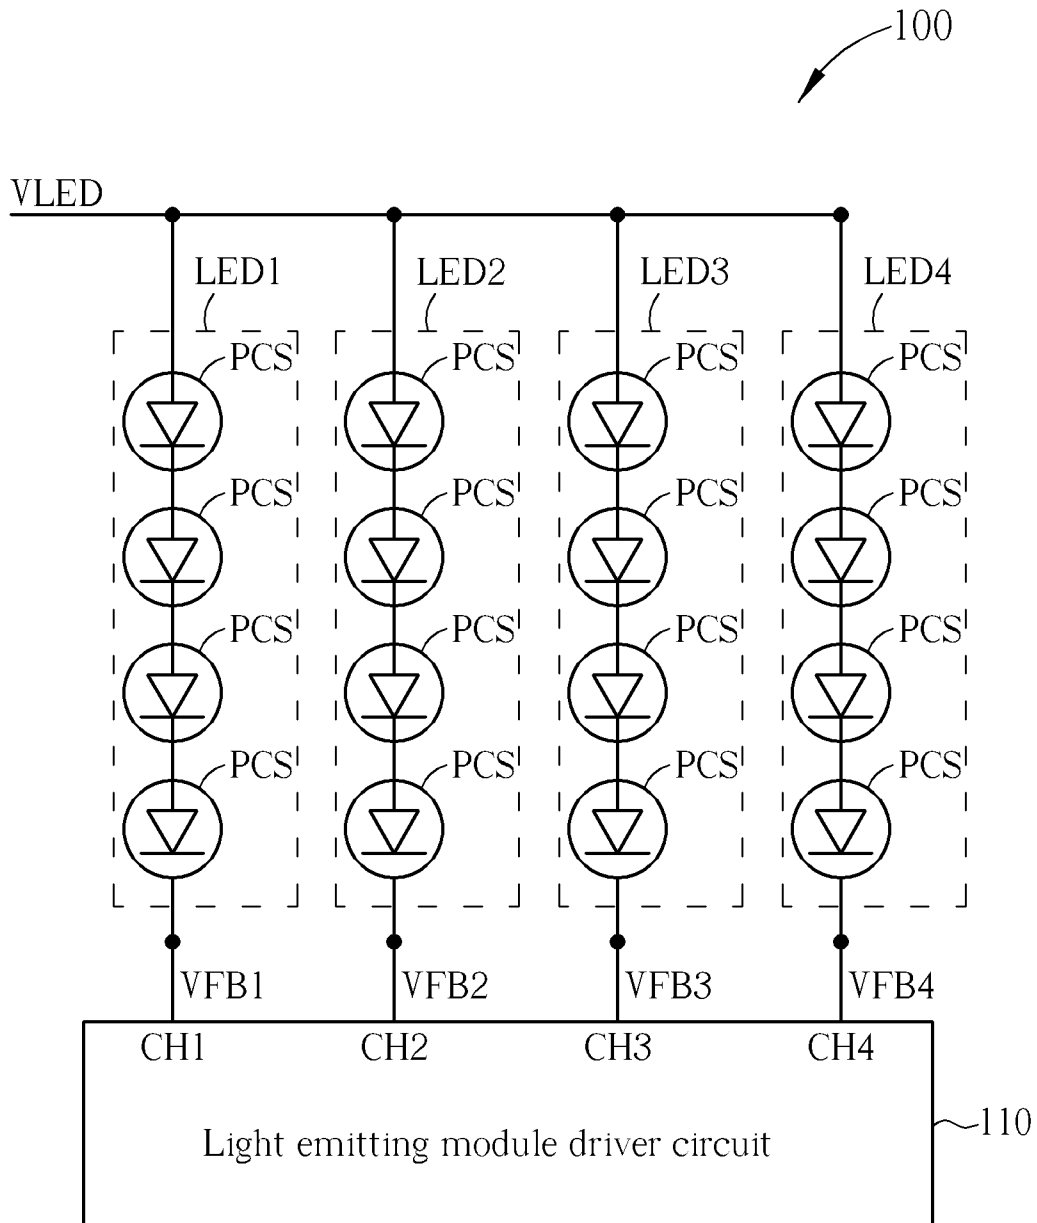 100
VLED
LED1 LED2 LED3 LED4
PCS PCS PCS PCS
PCS PCS PCS PCS
PCS PCS PCS PCS
PCS PCS PCS PCS
VFB1 VFB2 VFB3 VFB4
CH1 CH2 CH3 CH4
Light emitting module driver circuit
110